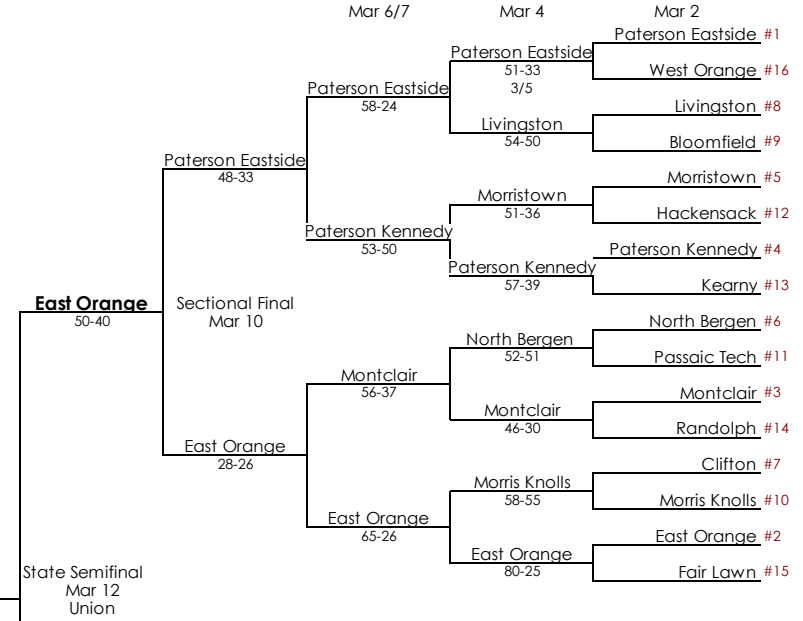 Mar 6/7 Mar 4 Mar 2
Paterson Eastside #1
Paterson Eastside
51-33
3/5
West Orange #16
Paterson Eastside
58-24
Livingston #8
Livingston
54-50
Bloomfield #9
Paterson Eastside
48-33
Morristown #5
Morristown
51-36
Hackensack #12
Paterson Kennedy
53-50
Paterson Kennedy #4
Paterson Kennedy
57-39
Kearny #13
East Orange
50-40
Sectional Final
Mar 10
North Bergen #6
North Bergen
52-51
Passaic Tech #11
Montclair
56-37
Montclair #3
Montclair
46-30
Randolph #14
East Orange
28-26
Clifton #7
Morris Knolls
58-55
Morris Knolls #10
East Orange
65-26
East Orange #2
East Orange
80-25
Fair Lawn #15
State Semifinal
Mar 12
Union